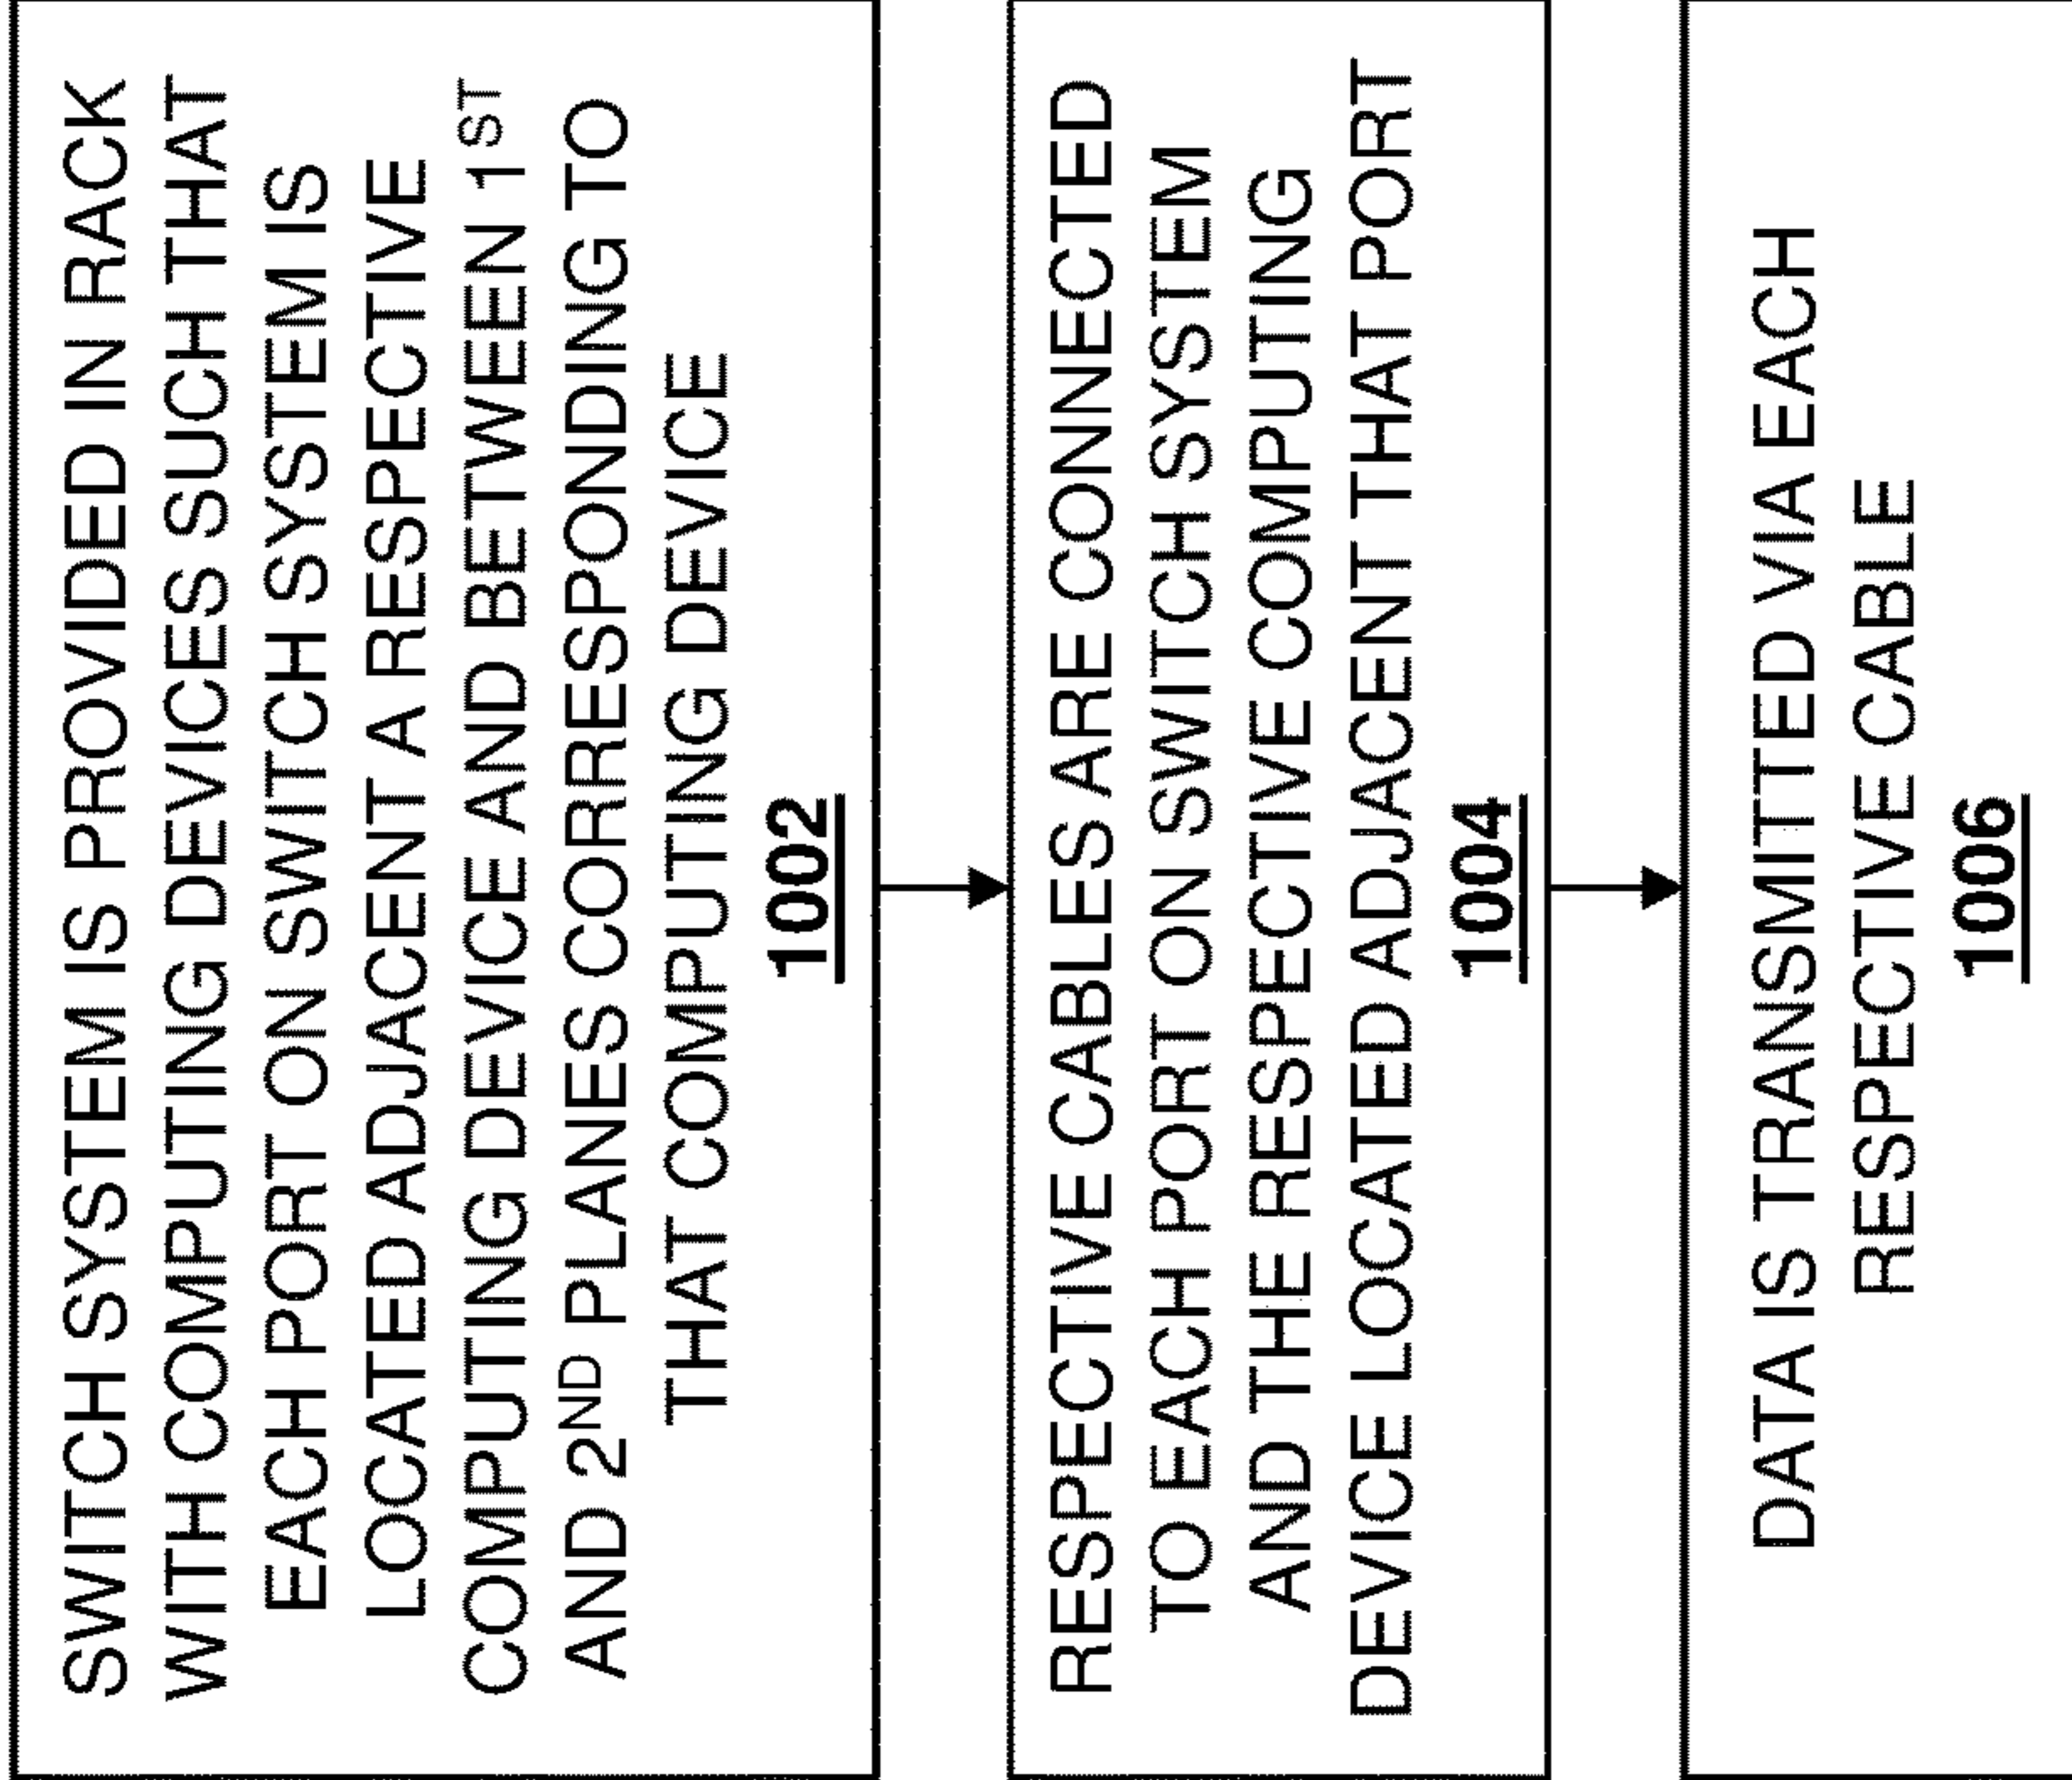 SWITCH SYSTEM IS PROVIDED IN RACK
WITH COMPUTING DEVICES SUCH THAT
EACH PORT ON SWITCH SYSTEM IS
LOCATED ADJACENT A RESPECTIVE
COMPUTING DEVICE AND BETWEEN 1ST
AND 2ND PLANES CORRESPONDING TO
THAT COMPUTING DEVICE
1002
RESPECTIVE CABLES ARE CONNECTED
TO EACH PORT ON SWITCH SYSTEM
AND THE RESPECTIVE COMPUTING
DEVICE LOCATED ADJACENT THAT PORT
1004
DATA IS TRANSMITTED VIA EACH
RESPECTIVE CABLE
1006